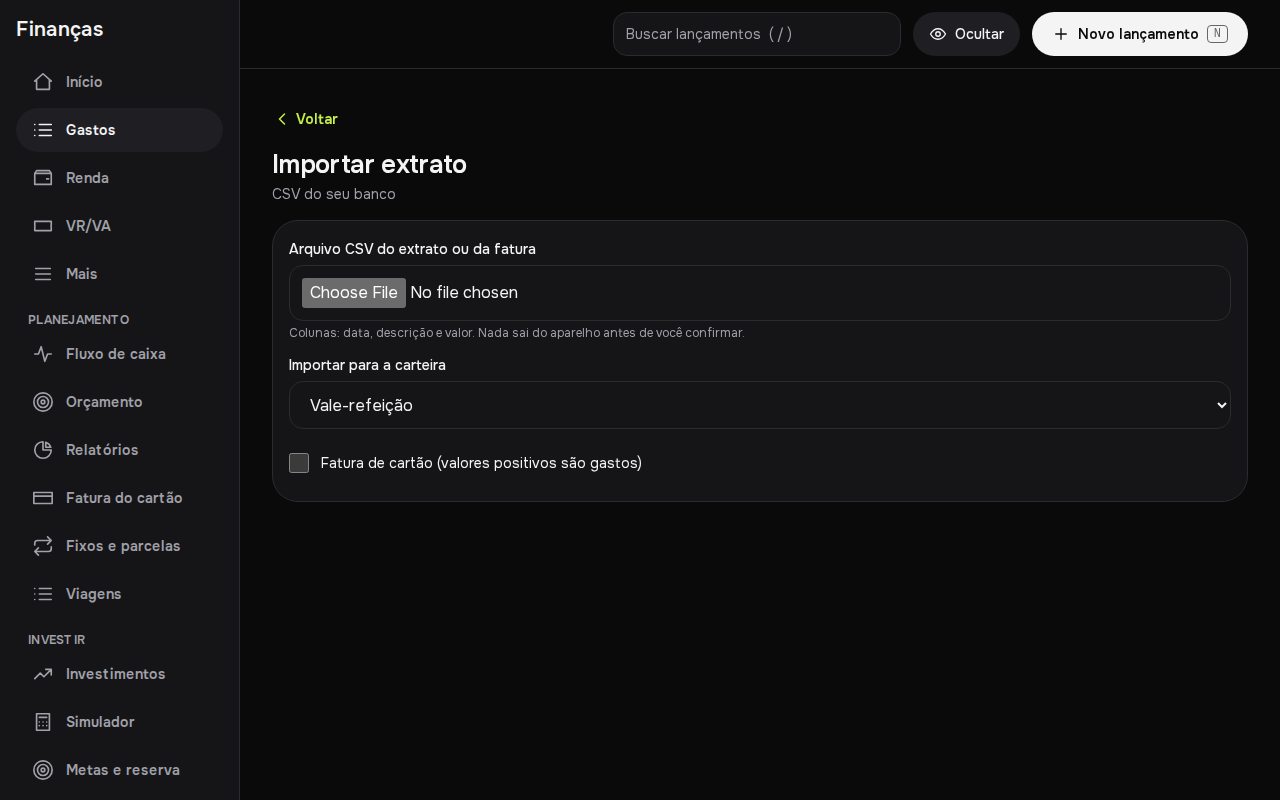 Finanças
Buscar lançamentos ( / )
Ocultar
Novo lançamento N
Início
Gastos
Renda
VR/VA
Mais
PLANEJAMENTO
Fluxo de caixa
Orçamento
Relatórios
Fatura do cartão
Fixos e parcelas
Viagens
INVESTIR
Investimentos
Simulador
Metas e reserva
Voltar
Importar extrato
CSV do seu banco
Arquivo CSV do extrato ou da fatura
Choose File No file chosen
Colunas: data, descrição e valor. Nada sai do aparelho antes de você confirmar.
Importar para a carteira
Vale-refeição
Fatura de cartão (valores positivos são gastos)